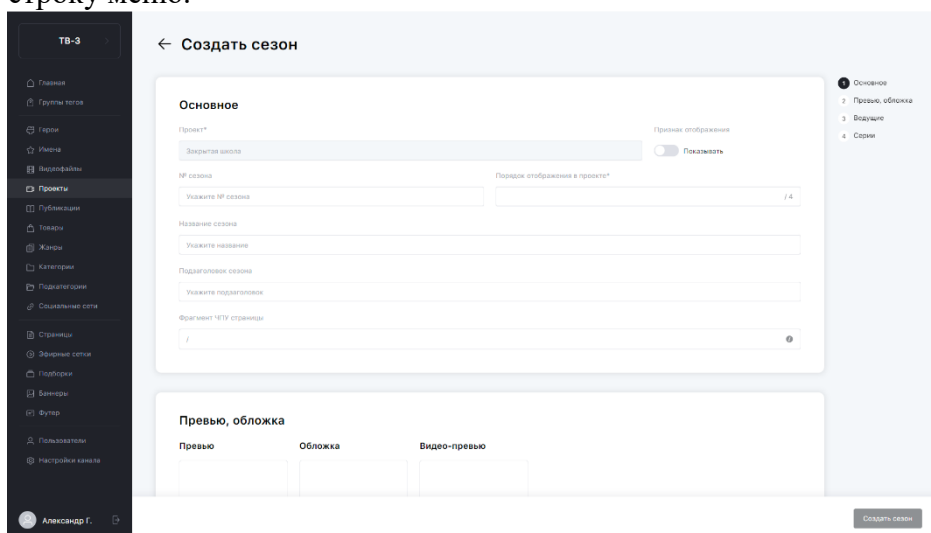 строку меню.
ТВ-3
← Создать сезон
Главная
Группы тегов
Герои
Имена
Видеофайлы
Проекты
Публикации
Товары
Жанры
Категории
Подкатегории
Социальные сети
Страницы
Эфирные сетки
Подборки
Баннеры
Футер
Пользователи
Настройки канала
Александр Г.
Основное
Проект*
Признак отображения
Закрытая школа
Показывать
№ сезона
Порядок отображения в проекте*
Укажите № сезона
/ 4
Название сезона
Укажите название
Подзаголовок сезона
Укажите подзаголовок
Фрагмент ЧПУ страницы
/
Превью, обложка
Превью
Обложка
Видео-превью
1 Основное
2 Превью, обложка
3 Ведущие
4 Серии
Создать сезон